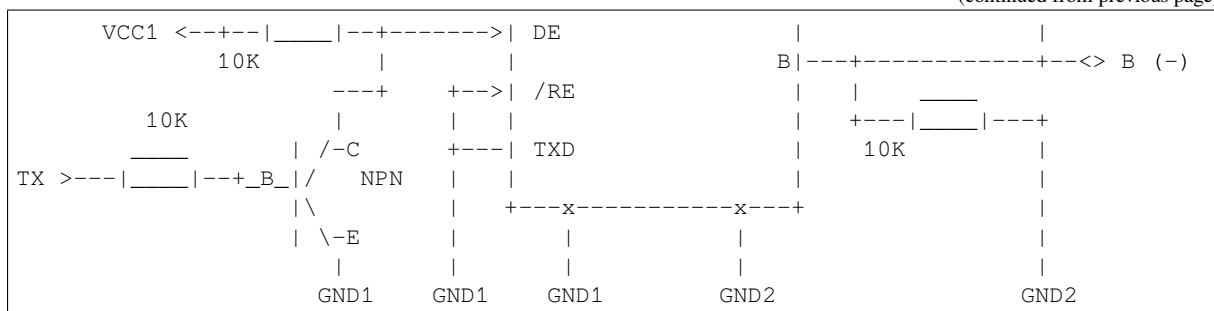 (continued from previous page)
VCC1 <--+--|____|--+------->| DE | |
10K | | B|---+------------+--<> B (-)
---+ +-->| /RE | | ____
10K | | | | +---|____|---+
____ | /-C +---| TXD | 10K |
TX >---|____|--+_B_|/ NPN | | | |
|\ | +---x-----------x---+ |
| \-E | | | |
| | | | |
GND1 GND1 GND1 GND2 GND2